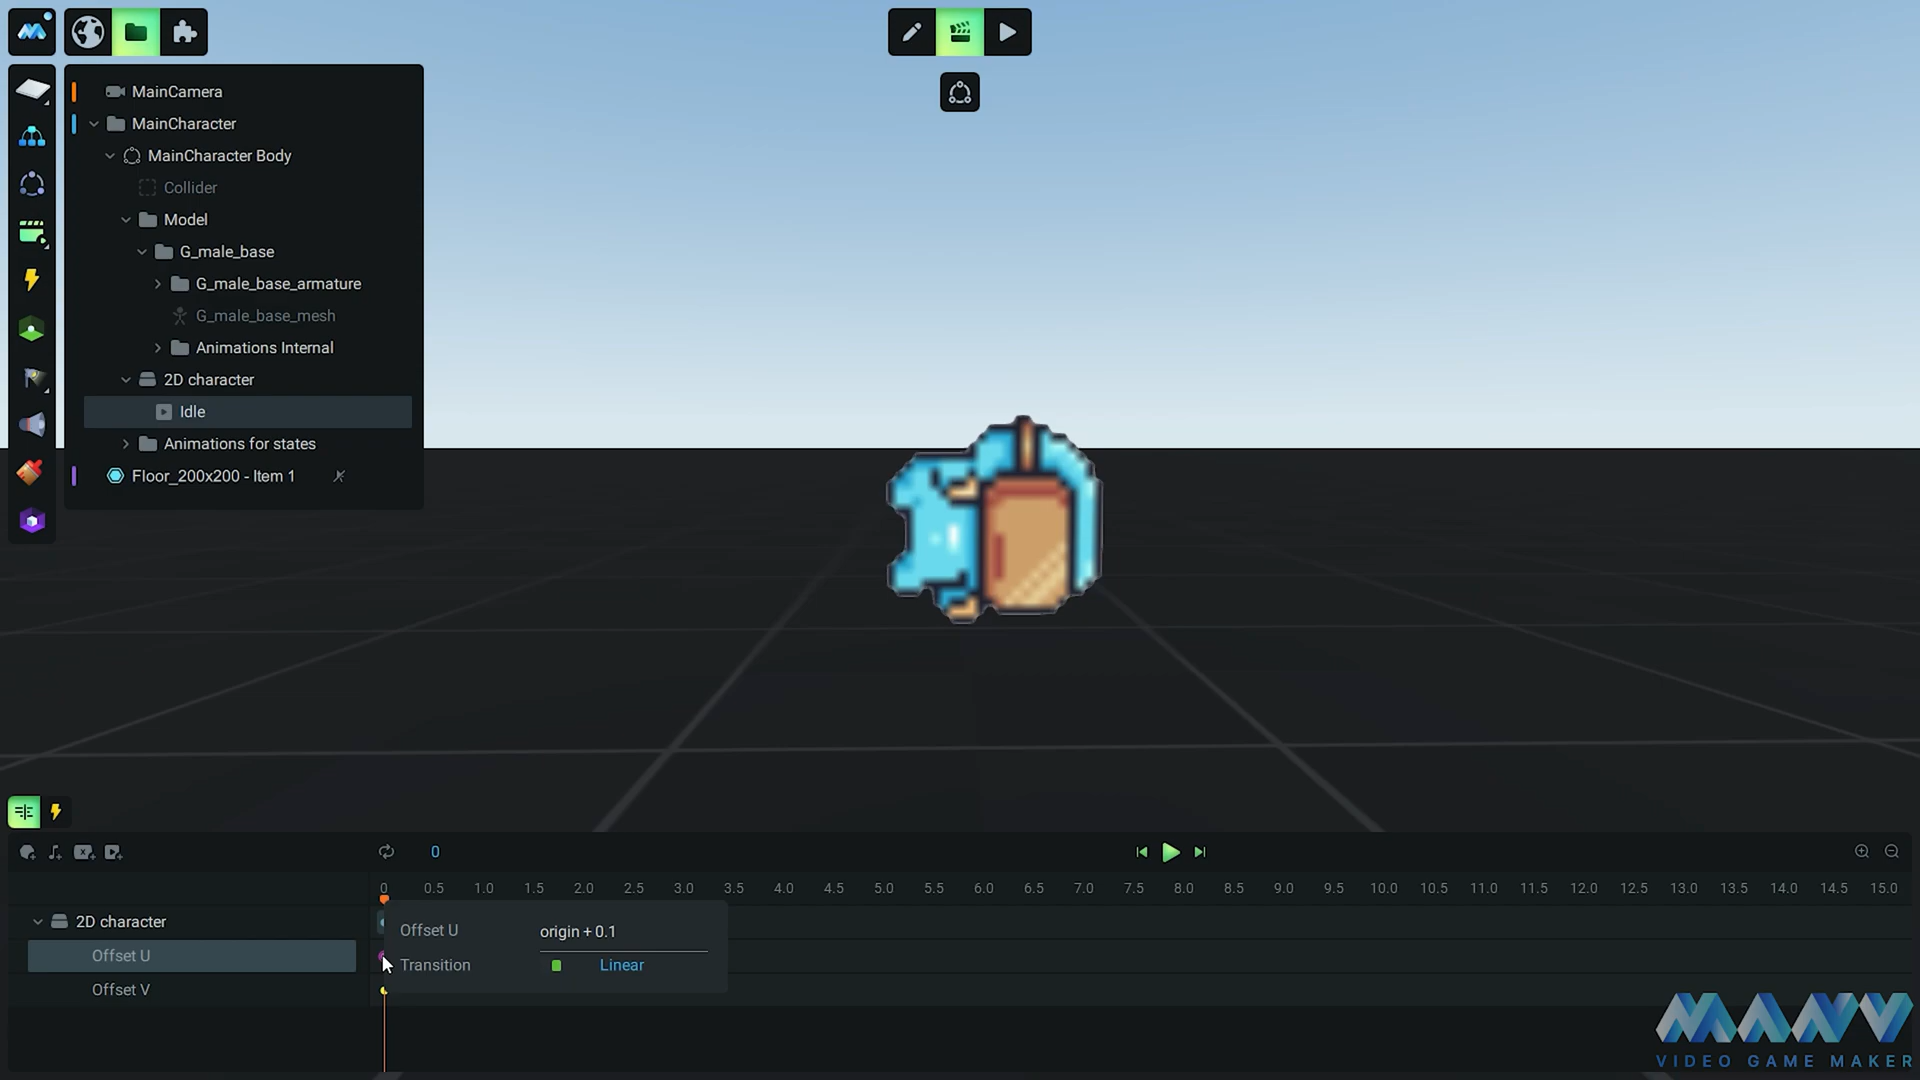 MainCamera
MainCharacter
MainCharacter Body
Collider
Model
G_male_base
G_male_base_armature
G_male_base_mesh
Animations Internal
2D character
Idle
Animations for states
Floor_200x200 - Item 1
0
0 0.5 1.0 1.5 2.0 2.5 3.0 3.5 4.0 4.5 5.0 5.5 6.0 6.5 7.0 7.5 8.0 8.5 9.0 9.5 10.0 10.5 11.0 11.5 12.0 12.5 13.0 13.5 14.0 14.5 15.0
2D character
Offset U
Offset V
Offset U origin + 0.1
Transition Linear
MANV
VIDEO GAME MAKER